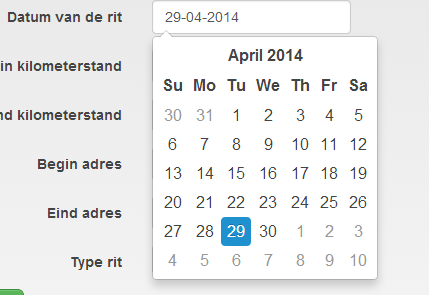 Datum van de rit 29-04-2014
April 2014
in kilometerstand
Su Mo Tu We Th Fr Sa
30 31 1 2 3 4 5
nd kilometerstand
6 7 8 9 10 11 12
Begin adres
13 14 15 16 17 18 19
20 21 22 23 24 25 26
Eind adres
27 28 29 30 1 2 3
Type rit
4 5 6 7 8 9 10